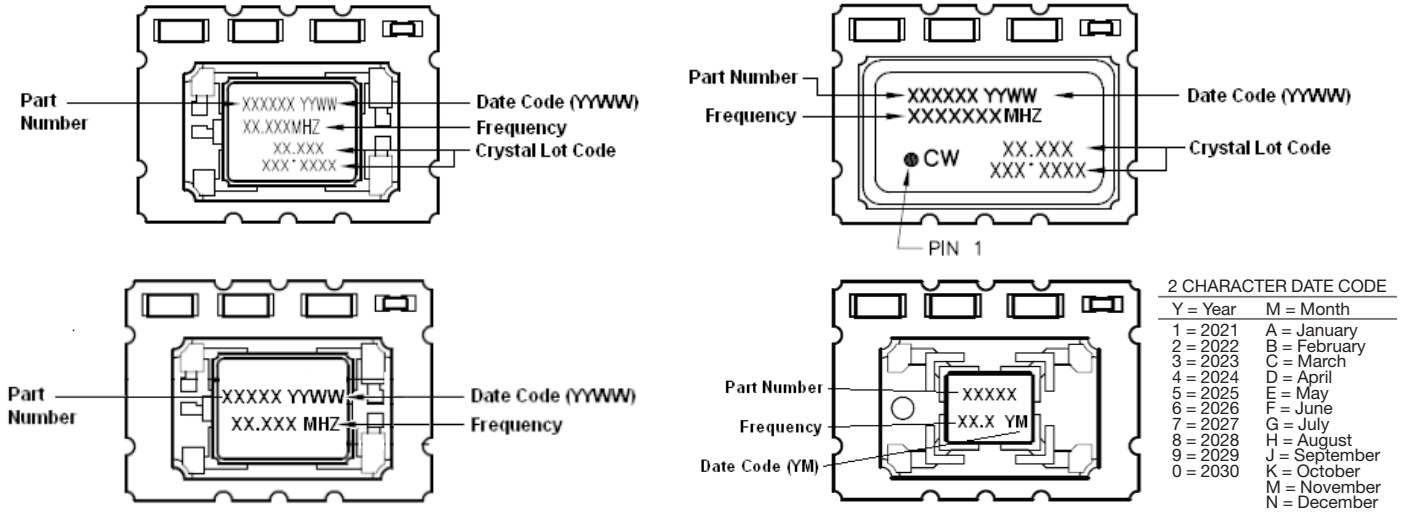 XXXXXX YYWW
XX.XXXMHZ
XX.XXX
XXX˙XXXX
Part
Number
Date Code (YYWW)
Frequency
Crystal Lot Code
Part Number
Frequency
XXXXXX YYWW
XXXXXXXMHZ
CW
XX.XXX
XXX˙XXXX
Date Code (YYWW)
Crystal Lot Code
PIN 1
Part
Number
XXXXX YYWW
XX.XXX MHZ
Date Code (YYWW)
Frequency
Part Number
Frequency
Date Code (YM)
XXXXX
XX.X YM
2 CHARACTER DATE CODE
Y = Year M = Month
1 = 2021 A = January
2 = 2022 B = February
3 = 2023 C = March
4 = 2024 D = April
5 = 2025 E = May
6 = 2026 F = June
7 = 2027 G = July
8 = 2028 H = August
9 = 2029 J = September
0 = 2030 K = October
M = November
N = December